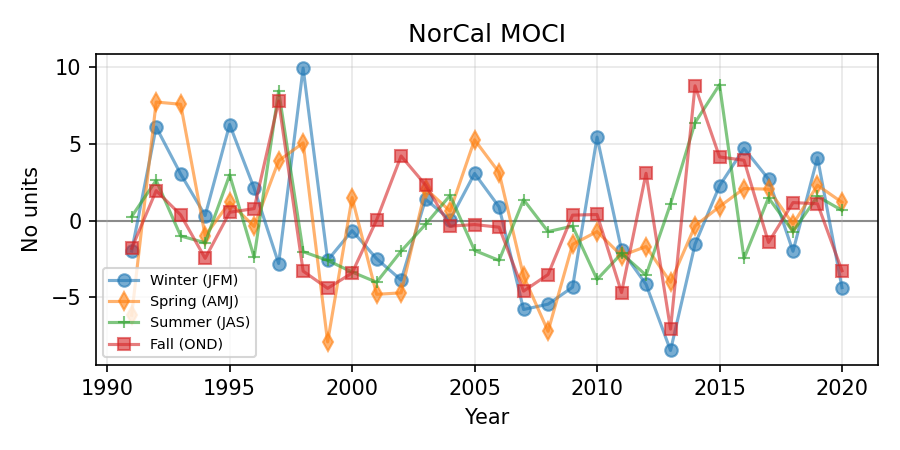 NorCal MOCI
10
5
0
−5
No units
Winter (JFM)
Spring (AMJ)
Summer (JAS)
Fall (OND)
1990 1995 2000 2005 2010 2015 2020
Year